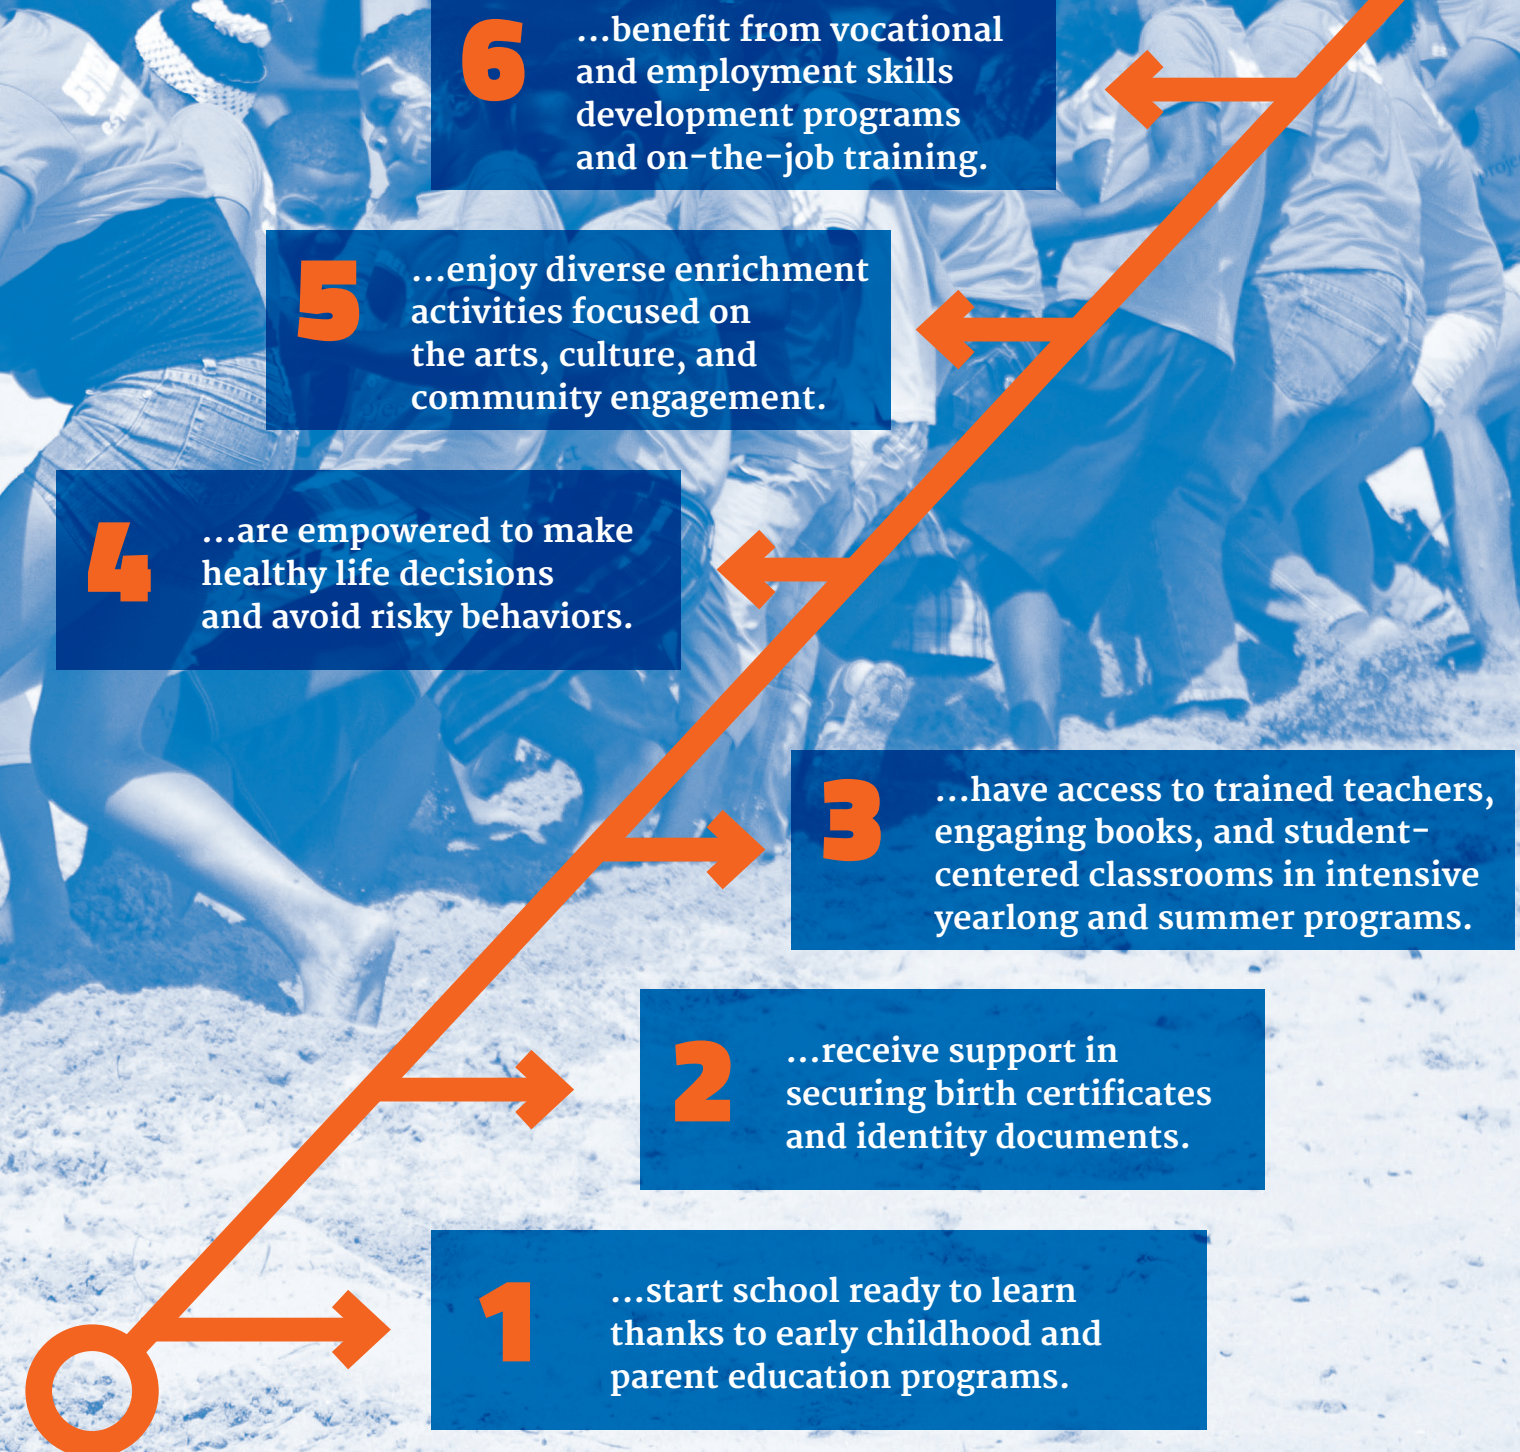 6
...benefit from vocational
and employment skills
development programs
and on-the-job training.
5
...enjoy diverse enrichment
activities focused on
the arts, culture, and
community engagement.
4
...are empowered to make
healthy life decisions
and avoid risky behaviors.
3
...have access to trained teachers,
engaging books, and student-
centered classrooms in intensive
yearlong and summer programs.
2
...receive support in
securing birth certificates
and identity documents.
1
...start school ready to learn
thanks to early childhood and
parent education programs.